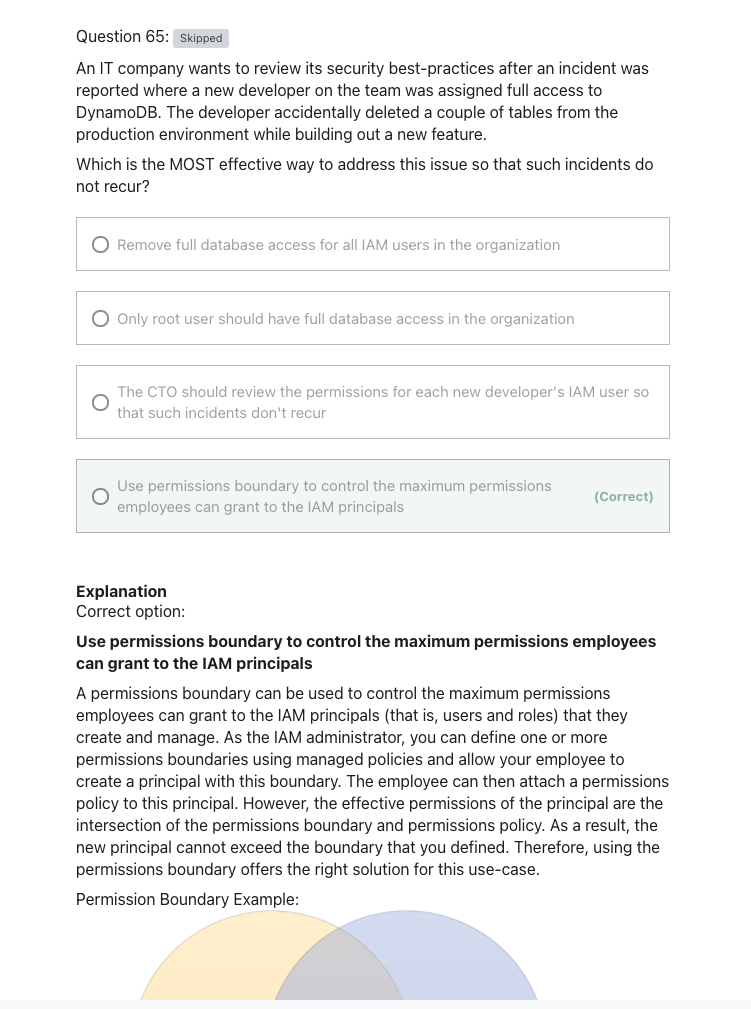 Question 65: Skipped
An IT company wants to review its security best-practices after an incident was
reported where a new developer on the team was assigned full access to
DynamoDB. The developer accidentally deleted a couple of tables from the
production environment while building out a new feature.
Which is the MOST effective way to address this issue so that such incidents do
not recur?
Remove full database access for all IAM users in the organization
Only root user should have full database access in the organization
The CTO should review the permissions for each new developer's IAM user so
that such incidents don't recur
Use permissions boundary to control the maximum permissions
employees can grant to the IAM principals
(Correct)
Explanation
Correct option:
Use permissions boundary to control the maximum permissions employees
can grant to the IAM principals
A permissions boundary can be used to control the maximum permissions
employees can grant to the IAM principals (that is, users and roles) that they
create and manage. As the IAM administrator, you can define one or more
permissions boundaries using managed policies and allow your employee to
create a principal with this boundary. The employee can then attach a permissions
policy to this principal. However, the effective permissions of the principal are the
intersection of the permissions boundary and permissions policy. As a result, the
new principal cannot exceed the boundary that you defined. Therefore, using the
permissions boundary offers the right solution for this use-case.
Permission Boundary Example: